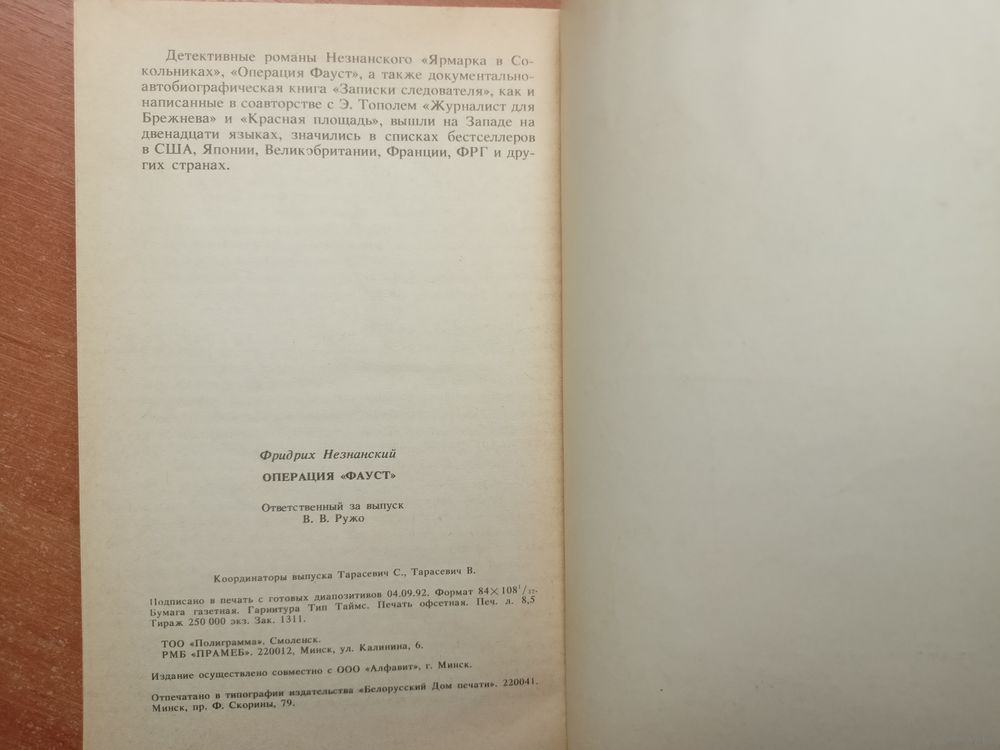 Детективные романы Незнанского «Ярмарка в Со-
кольниках», «Операция Фауст», а также документально-
автобиографическая книга «Записки следователя», как и
написанные в соавторстве с Э. Тополем «Журналист для
Брежнева» и «Красная площадь», вышли на Западе на
двенадцати языках, значились в списках бестселлеров
в США, Японии, Великобритании, Франции, ФРГ и дру-
гих странах.
Фридрих Незнанский
ОПЕРАЦИЯ «ФАУСТ»
Ответственный за выпуск
В. В. Ружо
Координаторы выпуска Тарасевич С., Тарасевич В.
Подписано в печать с готовых диапозитивов 04.09.92. Формат 84×108¹/₃₂.
Бумага газетная. Гарнитура Тип Таймс. Печать офсетная. Печ. л. 8,5
Тираж 250 000 экз. Зак. 1311.
ТОО «Полиграмма». Смоленск.
РМБ «ПРАМЕБ». 220012, Минск, ул. Калинина, 6.
Издание осуществлено совместно с ООО «Алфавит», г. Минск.
Отпечатано в типографии издательства «Белорусский Дом печати». 220041.
Минск, пр. Ф. Скорины, 79.